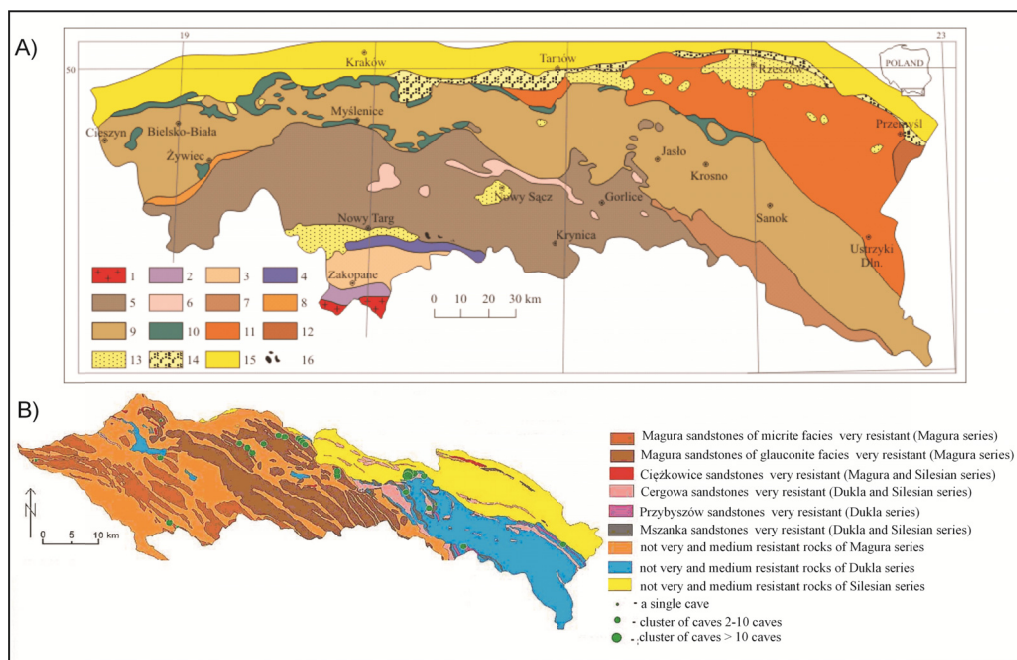 A)
19
23
50
Kraków
Tarnów
Rzeszów
POLAND
Cieszyn
Bielsko-Biała
Myślenice
Przemyśl
Żywiec
Jasło
Krosno
Nowy Sącz
Gorlice
Sanok
Nowy Targ
Krynica
Ustrzyki
Dln.
Zakopane
1 2 3 4
5 6 7 8
9 10 11 12
13 14 15 16
0 10 20 30 km
B)
N
0 5 10 km
Magura sandstones of micrite facies very resistant (Magura series)
Magura sandstones of glauconite facies very resistant (Magura series)
Ciężkowice sandstones very resistant (Magura and Silesian series)
Cergowa sandstones very resistant (Dukla and Silesian series)
Przybyszów sandstones very resistant (Dukla series)
Mszanka sandstones very resistant (Dukla and Silesian series)
not very and medium resistant rocks of Magura series
not very and medium resistant rocks of Dukla series
not very and medium resistant rocks of Silesian series
- a single cave
- cluster of caves 2-10 caves
- cluster of caves > 10 caves